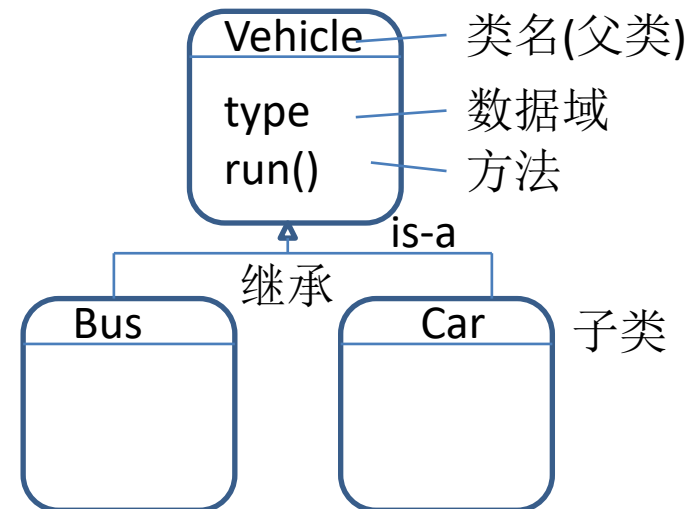 Vehicle
类名(父类)
type
数据域
run()
方法
is-a
继承
Bus
Car
子类